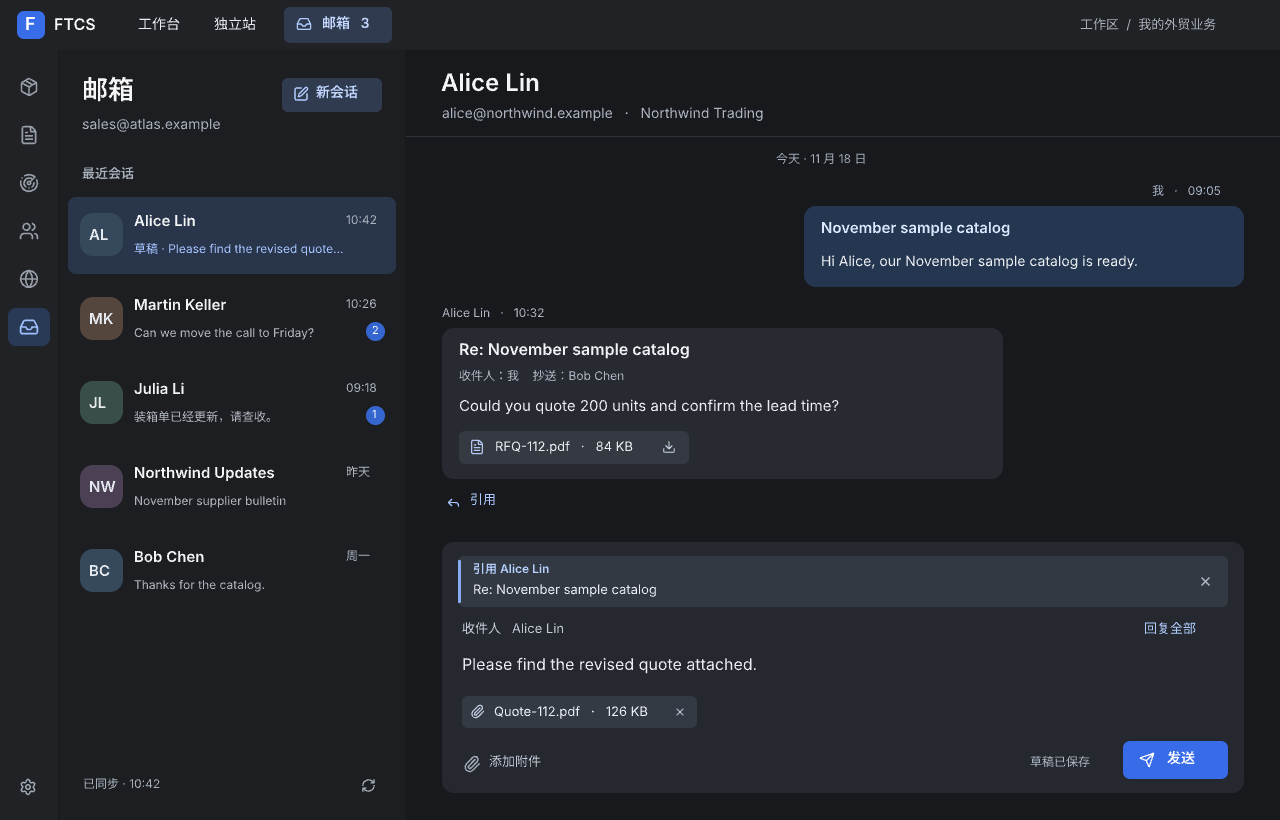 F FTCS 工作台 独立站 邮箱 3 工作区 / 我的外贸业务
邮箱
新会话
sales@atlas.example
最近会话
AL Alice Lin 10:42
草稿 · Please find the revised quote...
MK Martin Keller 10:26
Can we move the call to Friday? 2
JL Julia Li 09:18
装箱单已经更新，请查收。 1
NW Northwind Updates 昨天
November supplier bulletin
BC Bob Chen 周一
Thanks for the catalog.
已同步 · 10:42
Alice Lin
alice@northwind.example · Northwind Trading
今天 · 11 月 18 日
我 · 09:05
November sample catalog
Hi Alice, our November sample catalog is ready.
Alice Lin · 10:32
Re: November sample catalog
收件人：我 抄送：Bob Chen
Could you quote 200 units and confirm the lead time?
RFQ-112.pdf · 84 KB
引用
引用 Alice Lin
Re: November sample catalog
收件人 Alice Lin 回复全部
Please find the revised quote attached.
Quote-112.pdf · 126 KB
添加附件 草稿已保存 发送